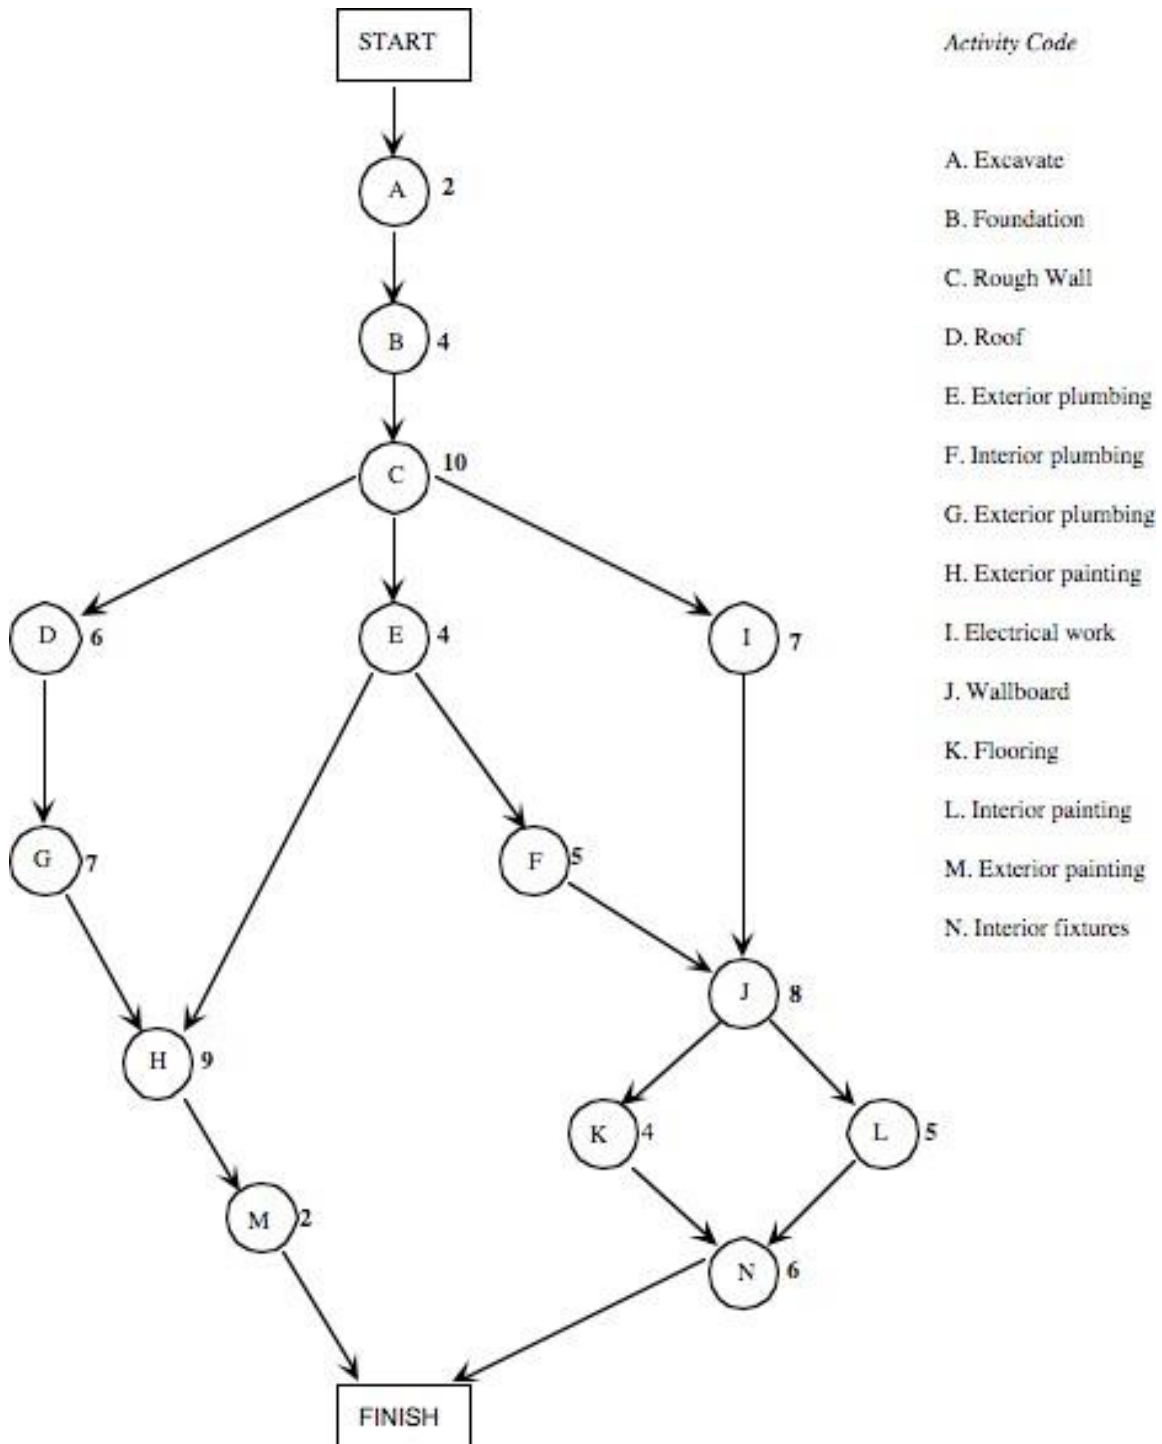 START
A 2
B 4
C 10
D 6
E 4
I 7
G 7
F 5
J 8
H 9
K 4
L 5
M 2
N 6
FINISH
Activity Code
A. Excavate
B. Foundation
C. Rough Wall
D. Roof
E. Exterior plumbing
F. Interior plumbing
G. Exterior plumbing
H. Exterior painting
I. Electrical work
J. Wallboard
K. Flooring
L. Interior painting
M. Exterior painting
N. Interior fixtures